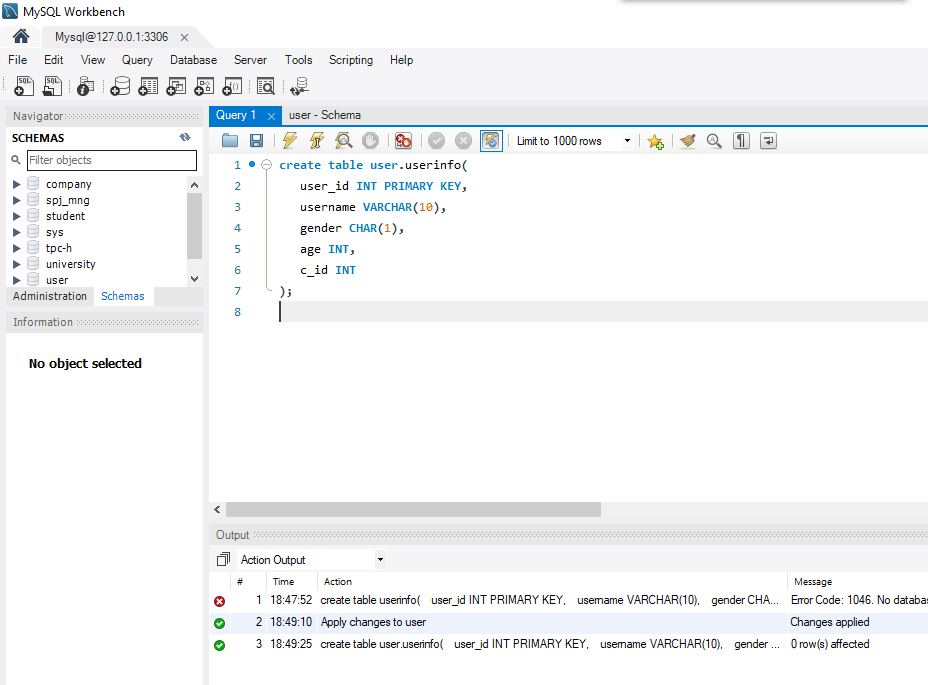 MySQL Workbench
Mysql@127.0.0.1:3306
File Edit View Query Database Server Tools Scripting Help
Navigator
SCHEMAS
Filter objects
company
spj_mng
student
sys
tpc-h
university
user
Administration Schemas
Information
No object selected
Query 1 user - Schema
Limit to 1000 rows
1 create table user.userinfo(
2 user_id INT PRIMARY KEY,
3 username VARCHAR(10),
4 gender CHAR(1),
5 age INT,
6 c_id INT
7 );
8
Output
Action Output
# Time Action Message
1 18:47:52 create table userinfo( user_id INT PRIMARY KEY, username VARCHAR(10), gender CHA... Error Code: 1046. No databas
2 18:49:10 Apply changes to user Changes applied
3 18:49:25 create table user.userinfo( user_id INT PRIMARY KEY, username VARCHAR(10), gender ... 0 row(s) affected